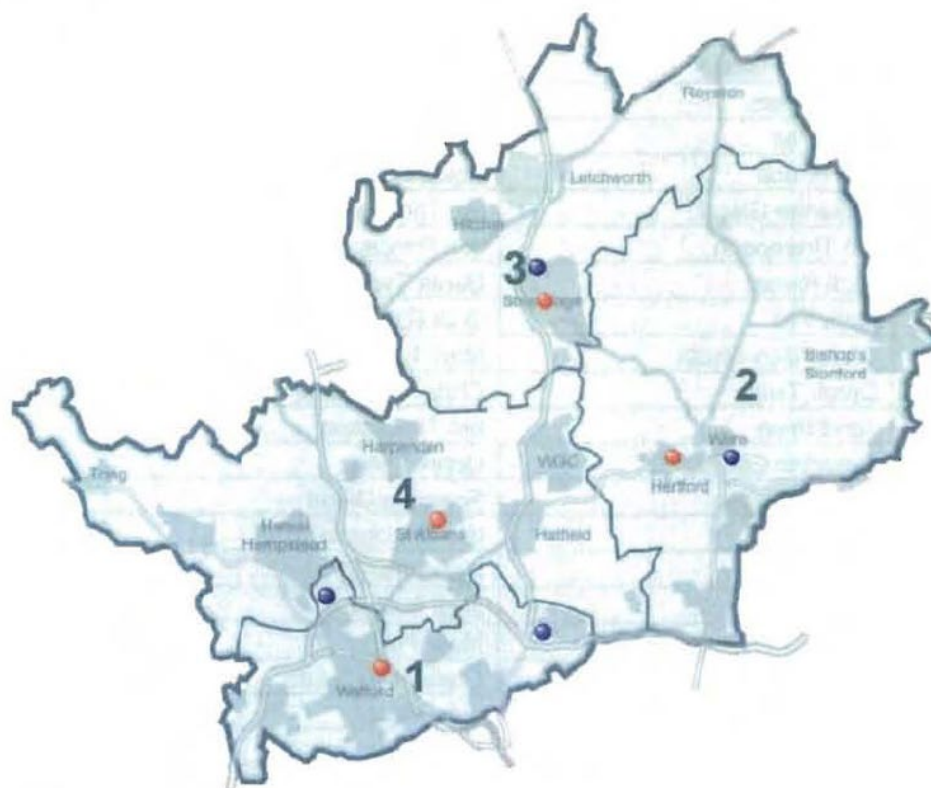 Royston
Letchworth
Hitchin
3
Stevenage
Bishop's
Stortford
2
Harpenden
WGC
Ware
Tring
4
Hertford
Hemel
Hempstead
St Albans
Hatfield
1
Watford